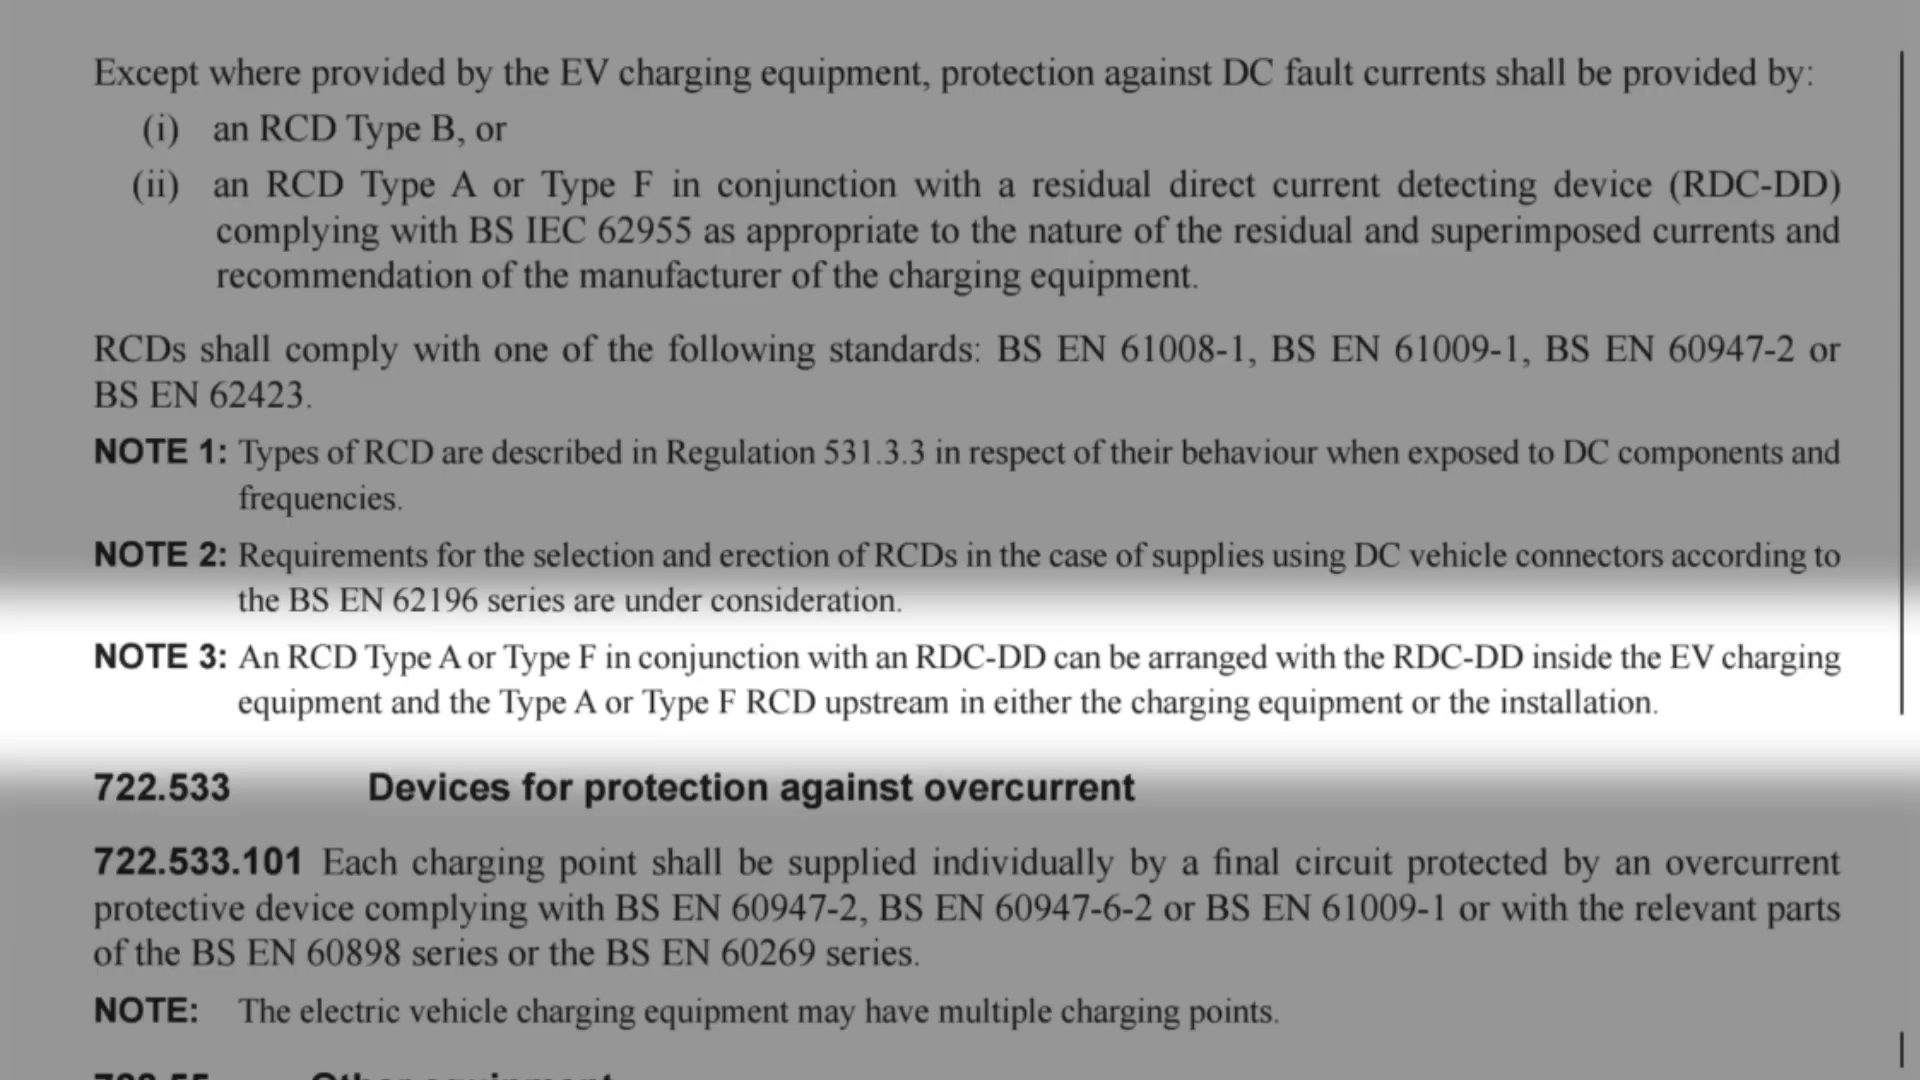 Except where provided by the EV charging equipment, protection against DC fault currents shall be provided by:
(i) an RCD Type B, or
(ii) an RCD Type A or Type F in conjunction with a residual direct current detecting device (RDC-DD)
complying with BS IEC 62955 as appropriate to the nature of the residual and superimposed currents and
recommendation of the manufacturer of the charging equipment.
RCDs shall comply with one of the following standards: BS EN 61008-1, BS EN 61009-1, BS EN 60947-2 or
BS EN 62423.
NOTE 1: Types of RCD are described in Regulation 531.3.3 in respect of their behaviour when exposed to DC components and
frequencies.
NOTE 2: Requirements for the selection and erection of RCDs in the case of supplies using DC vehicle connectors according to
the BS EN 62196 series are under consideration.
NOTE 3: An RCD Type A or Type F in conjunction with an RDC-DD can be arranged with the RDC-DD inside the EV charging
equipment and the Type A or Type F RCD upstream in either the charging equipment or the installation.
722.533 Devices for protection against overcurrent
722.533.101 Each charging point shall be supplied individually by a final circuit protected by an overcurrent
protective device complying with BS EN 60947-2, BS EN 60947-6-2 or BS EN 61009-1 or with the relevant parts
of the BS EN 60898 series or the BS EN 60269 series.
NOTE: The electric vehicle charging equipment may have multiple charging points.
722.55 Other equipment